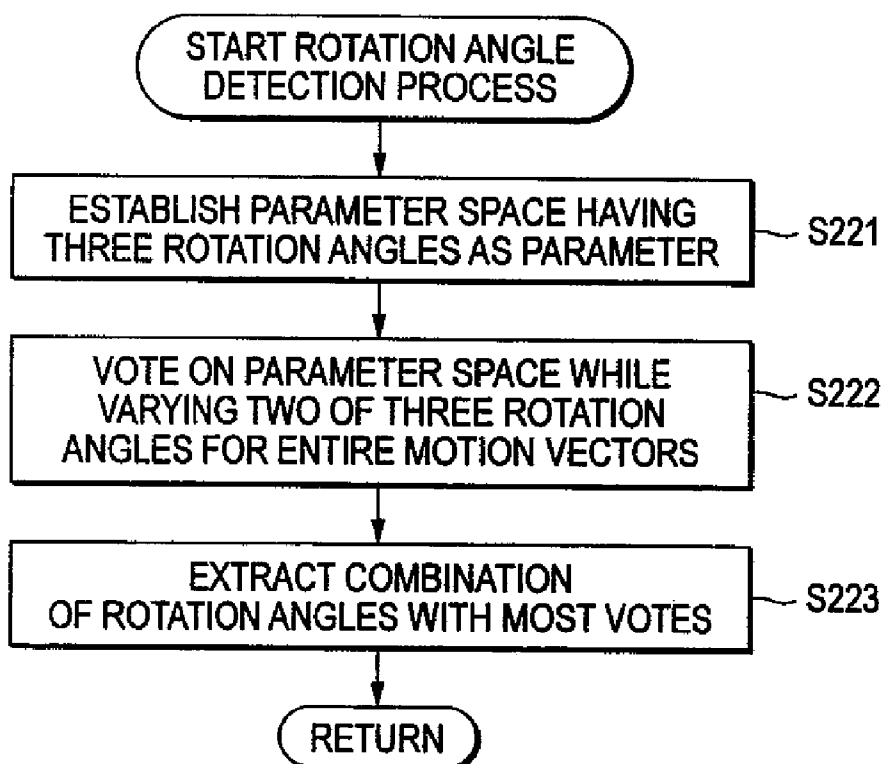 START ROTATION ANGLE
DETECTION PROCESS
ESTABLISH PARAMETER SPACE HAVING
THREE ROTATION ANGLES AS PARAMETER
S221
VOTE ON PARAMETER SPACE WHILE
VARYING TWO OF THREE ROTATION
ANGLES FOR ENTIRE MOTION VECTORS
S222
EXTRACT COMBINATION
OF ROTATION ANGLES WITH MOST VOTES
S223
RETURN